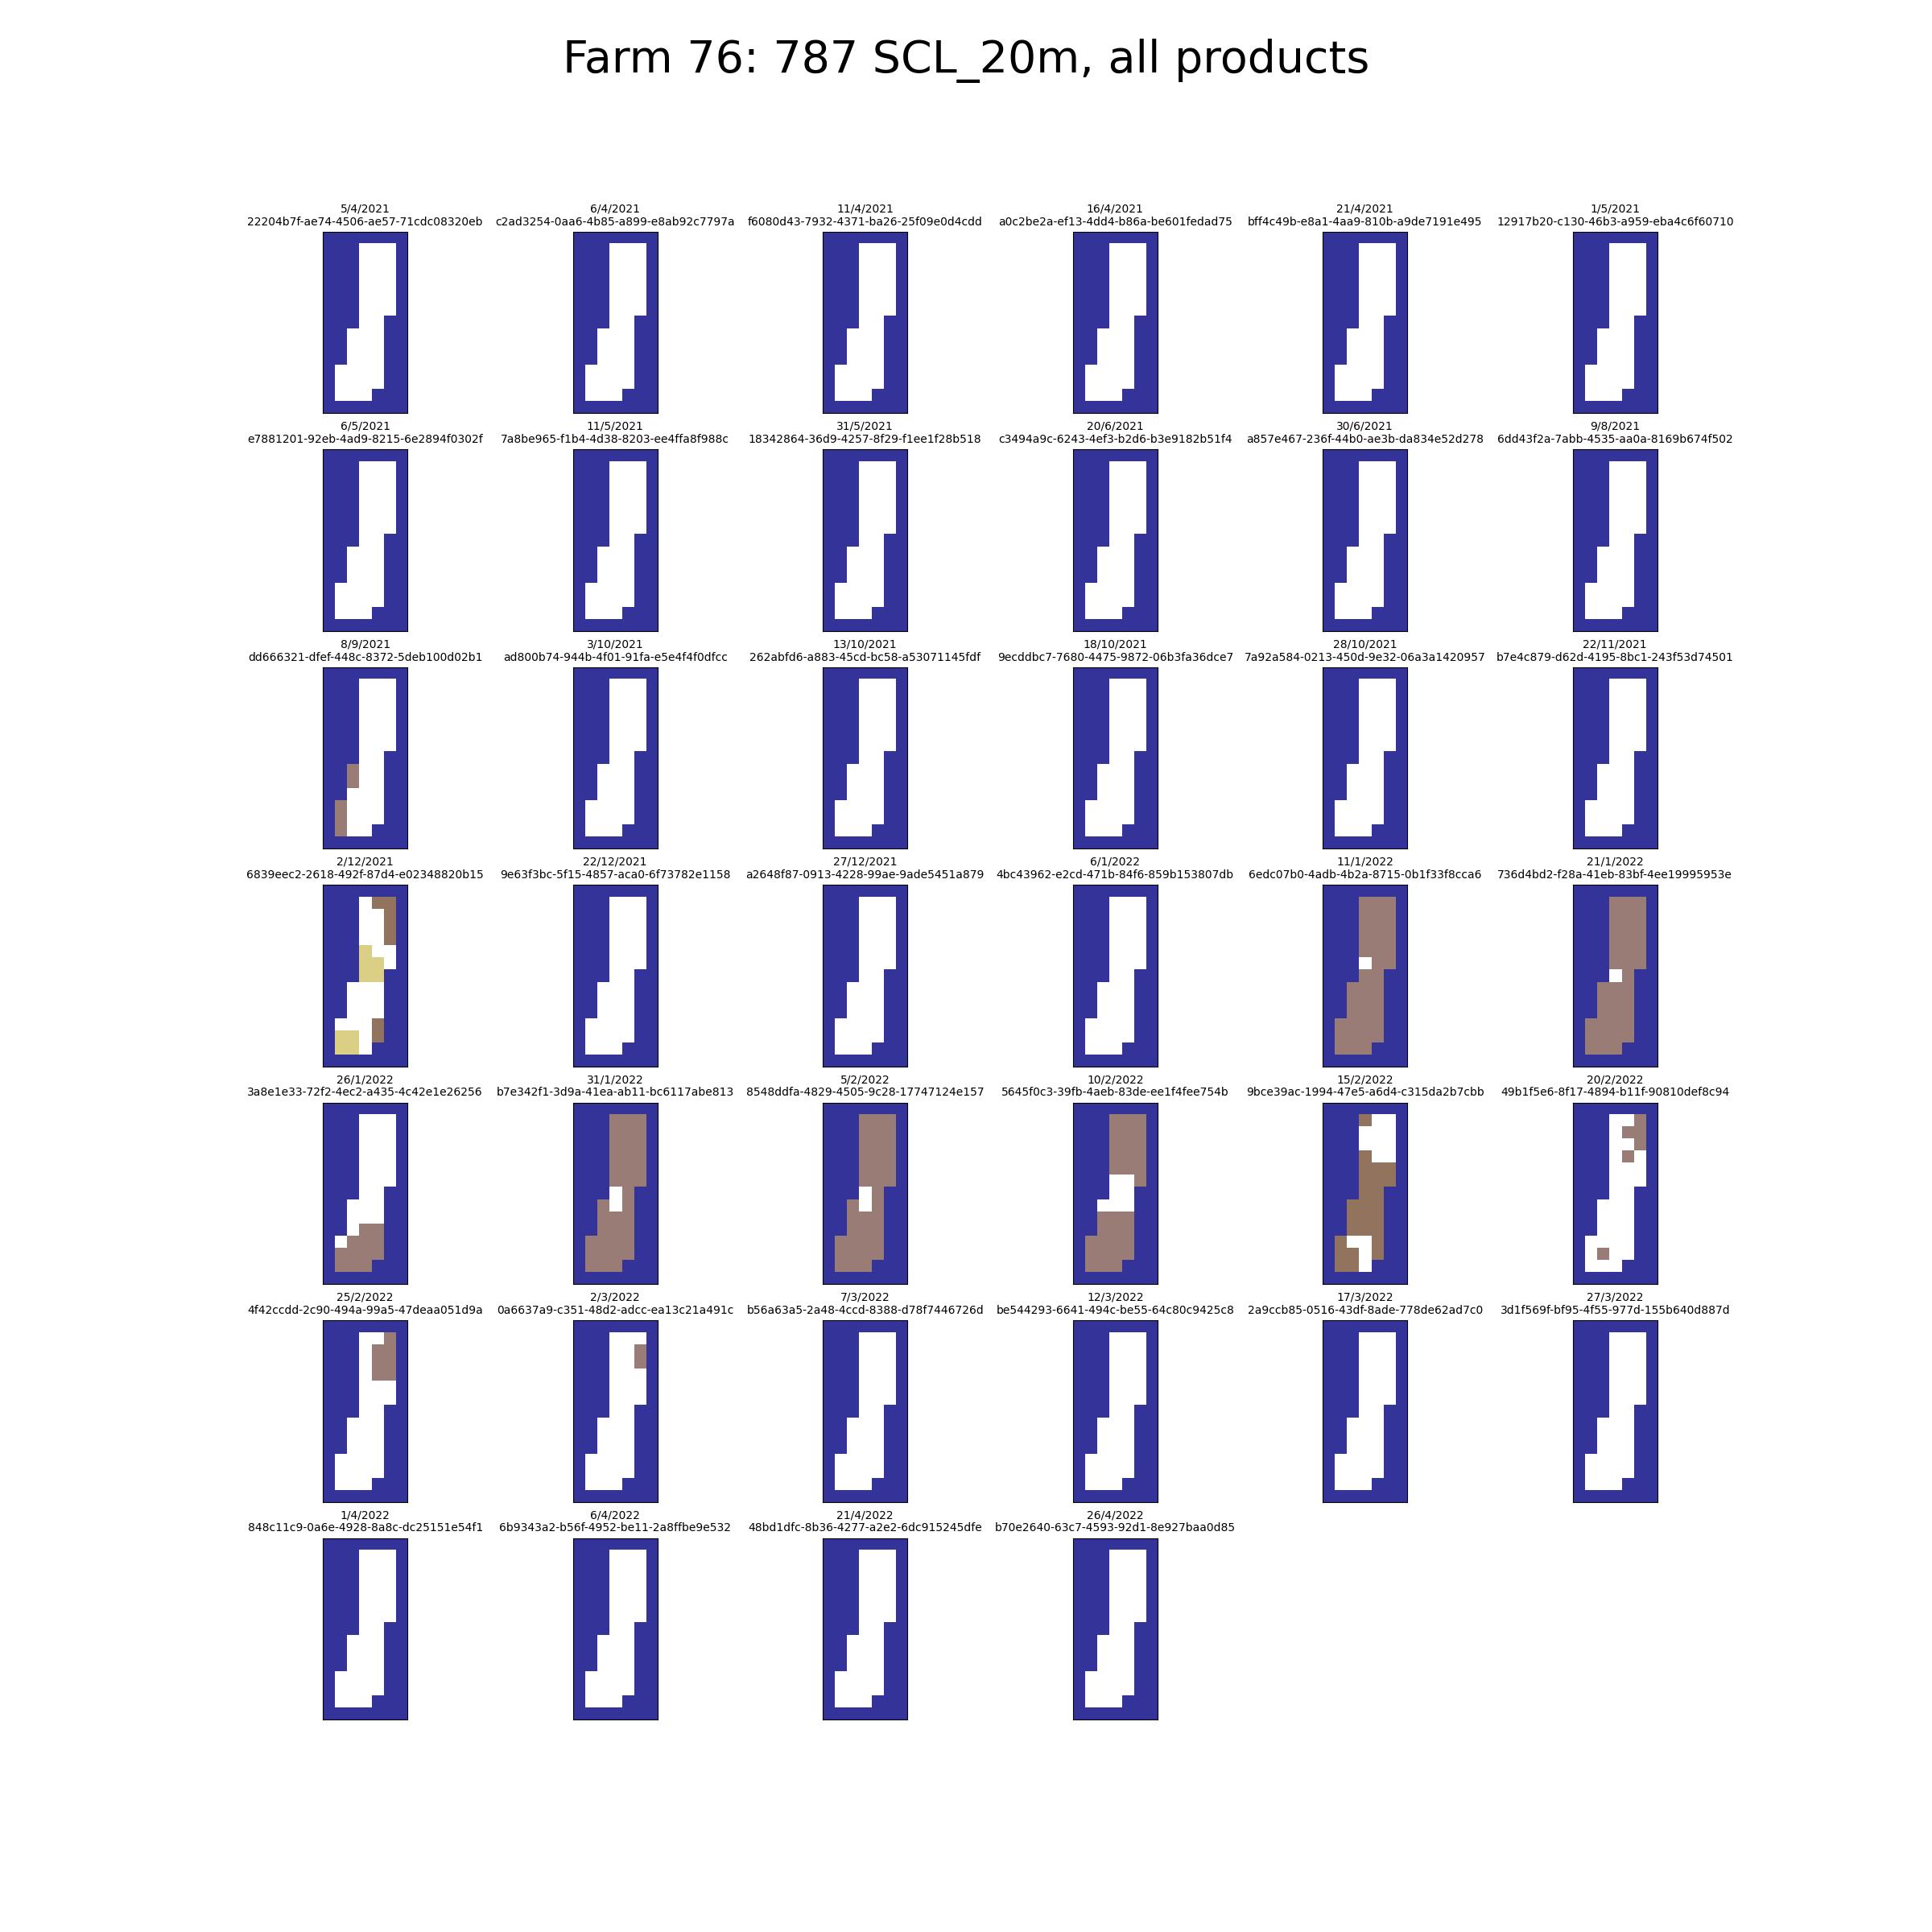 Farm 76: 787 SCL_20m, all products
5/4/2021
22204b7f-ae74-4506-ae57-71cdc08320eb
6/4/2021
c2ad3254-0aa6-4b85-a899-e8ab92c7797a
11/4/2021
f6080d43-7932-4371-ba26-25f09e0d4cdd
16/4/2021
a0c2be2a-ef13-4dd4-b86a-be601fedad75
21/4/2021
bff4c49b-e8a1-4aa9-810b-a9de7191e495
1/5/2021
12917b20-c130-46b3-a959-eba4c6f60710
6/5/2021
e7881201-92eb-4ad9-8215-6e2894f0302f
11/5/2021
7a8be965-f1b4-4d38-8203-ee4ffa8f988c
31/5/2021
18342864-36d9-4257-8f29-f1ee1f28b518
20/6/2021
c3494a9c-6243-4ef3-b2d6-b3e9182b51f4
30/6/2021
a857e467-236f-44b0-ae3b-da834e52d278
9/8/2021
6dd43f2a-7abb-4535-aa0a-8169b674f502
8/9/2021
dd666321-dfef-448c-8372-5deb100d02b1
3/10/2021
ad800b74-944b-4f01-91fa-e5e4f4f0dfcc
13/10/2021
262abfd6-a883-45cd-bc58-a53071145fdf
18/10/2021
9ecddbc7-7680-4475-9872-06b3fa36dce7
28/10/2021
7a92a584-0213-450d-9e32-06a3a1420957
22/11/2021
b7e4c879-d62d-4195-8bc1-243f53d74501
2/12/2021
6839eec2-2618-492f-87d4-e02348820b15
22/12/2021
9e63f3bc-5f15-4857-aca0-6f73782e1158
27/12/2021
a2648f87-0913-4228-99ae-9ade5451a879
6/1/2022
4bc43962-e2cd-471b-84f6-859b153807db
11/1/2022
6edc07b0-4adb-4b2a-8715-0b1f33f8cca6
21/1/2022
736d4bd2-f28a-41eb-83bf-4ee19995953e
26/1/2022
3a8e1e33-72f2-4ec2-a435-4c42e1e26256
31/1/2022
b7e342f1-3d9a-41ea-ab11-bc6117abe813
5/2/2022
8548ddfa-4829-4505-9c28-17747124e157
10/2/2022
5645f0c3-39fb-4aeb-83de-ee1f4fee754b
15/2/2022
9bce39ac-1994-47e5-a6d4-c315da2b7cbb
20/2/2022
49b1f5e6-8f17-4894-b11f-90810def8c94
25/2/2022
4f42ccdd-2c90-494a-99a5-47deaa051d9a
2/3/2022
0a6637a9-c351-48d2-adcc-ea13c21a491c
7/3/2022
b56a63a5-2a48-4ccd-8388-d78f7446726d
12/3/2022
be544293-6641-494c-be55-64c80c9425c8
17/3/2022
2a9ccb85-0516-43df-8ade-778de62ad7c0
27/3/2022
3d1f569f-bf95-4f55-977d-155b640d887d
1/4/2022
848c11c9-0a6e-4928-8a8c-dc25151e54f1
6/4/2022
6b9343a2-b56f-4952-be11-2a8ffbe9e532
21/4/2022
48bd1dfc-8b36-4277-a2e2-6dc915245dfe
26/4/2022
b70e2640-63c7-4593-92d1-8e927baa0d85